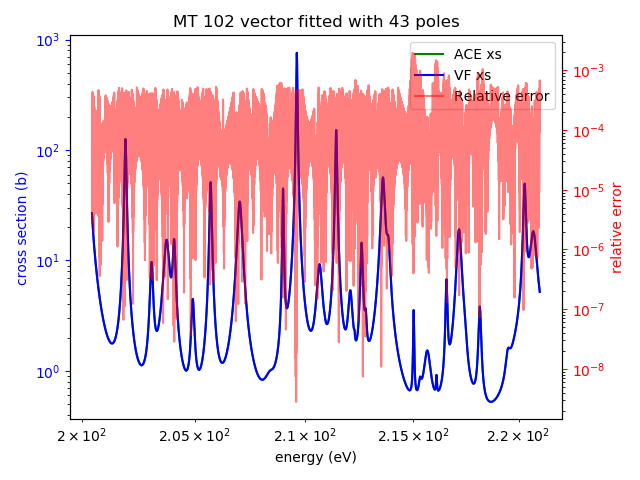 MT 102 vector fitted with 43 poles
ACE xs
VF xs
Relative error
cross section (b)
10³
10²
10¹
10⁰
relative error
10⁻³
10⁻⁴
10⁻⁵
10⁻⁶
10⁻⁷
10⁻⁸
2 × 10² 2.05 × 10² 2.1 × 10² 2.15 × 10² 2.2 × 10²
energy (eV)